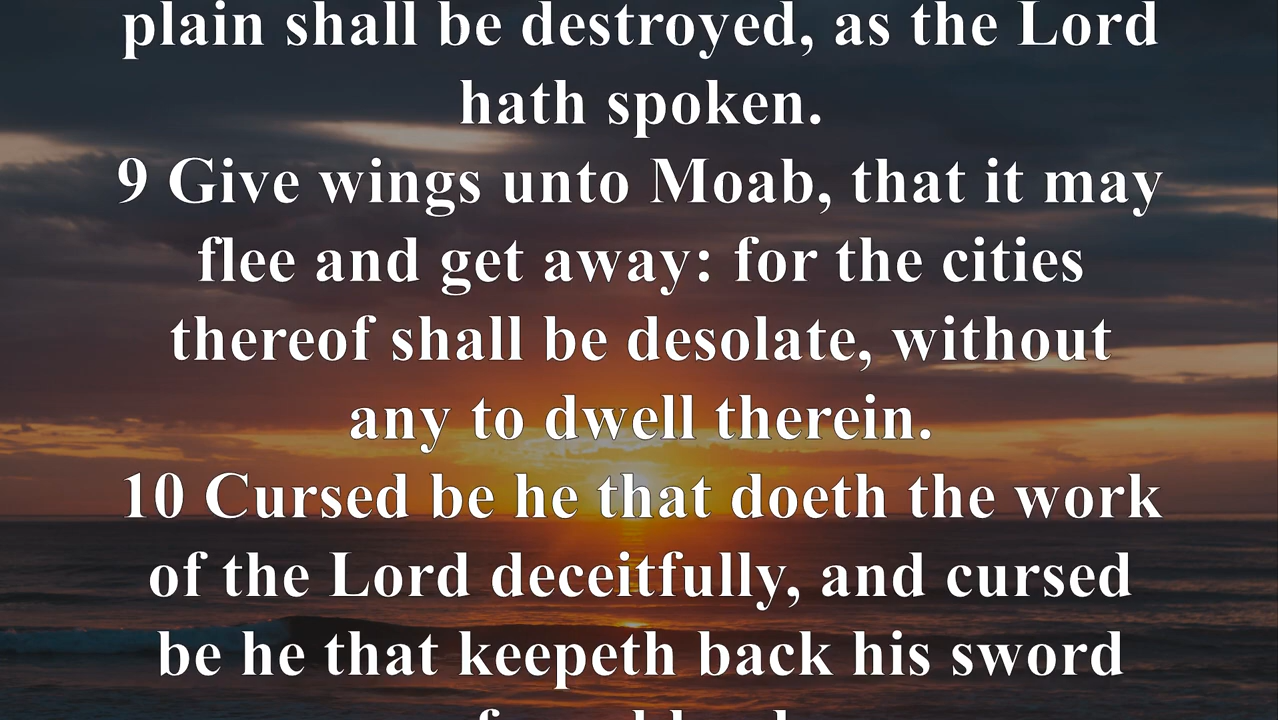 plain shall be destroyed, as the Lord
hath spoken.
9 Give wings unto Moab, that it may
flee and get away: for the cities
thereof shall be desolate, without
any to dwell therein.
10 Cursed be he that doeth the work
of the Lord deceitfully, and cursed
be he that keepeth back his sword